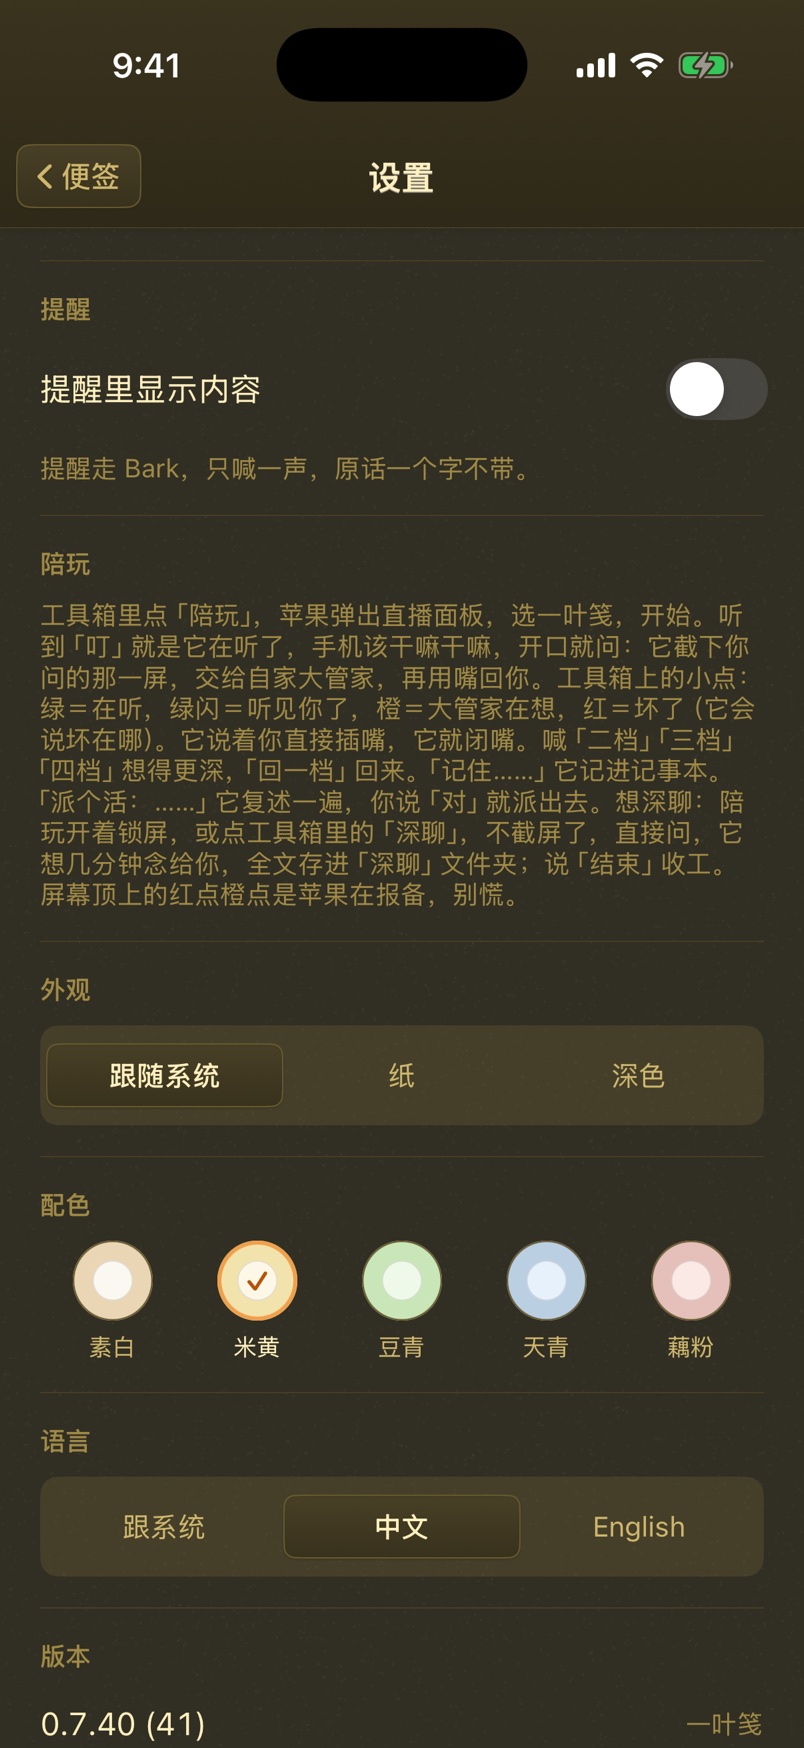 9:41
便签
设置
提醒
提醒里显示内容
提醒走 Bark，只喊一声，原话一个字不带。
陪玩
工具箱里点「陪玩」，苹果弹出直播面板，选一叶笺，开始。听
到「叮」就是它在听了，手机该干嘛干嘛，开口就问：它截下你
问的那一屏，交给自家大管家，再用嘴回你。工具箱上的小点：
绿＝在听，绿闪＝听见你了，橙＝大管家在想，红＝坏了（它会
说坏在哪）。它说着你直接插嘴，它就闭嘴。喊「二档」「三档」
「四档」想得更深，「回一档」回来。「记住……」它记进记事本。
「派个活：……」它复述一遍，你说「对」就派出去。想深聊：陪
玩开着锁屏，或点工具箱里的「深聊」，不截屏了，直接问，它
想几分钟念给你，全文存进「深聊」文件夹；说「结束」收工。
屏幕顶上的红点橙点是苹果在报备，别慌。
外观
跟随系统 纸 深色
配色
素白 米黄 豆青 天青 藕粉
语言
跟系统 中文 English
版本
0.7.40 (41) 一叶笺